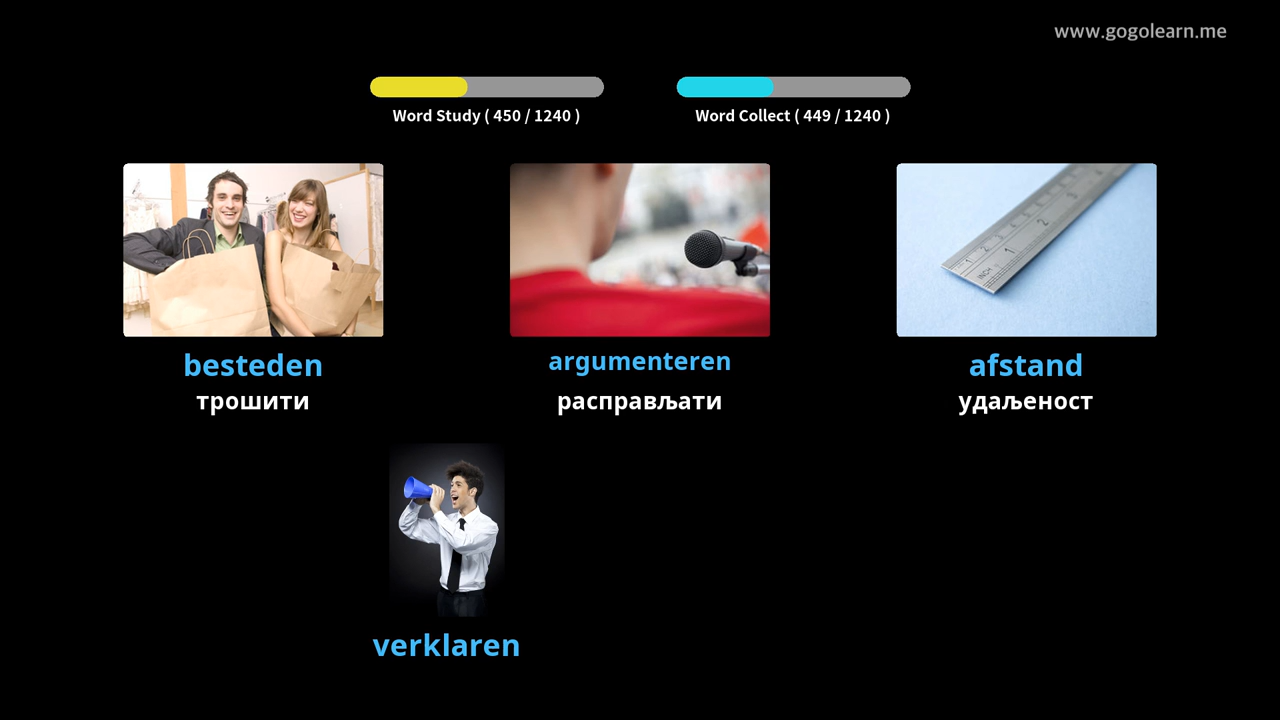 www.gogolearn.me
Word Study ( 450 / 1240 )
Word Collect ( 449 / 1240 )
besteden
argumenteren
afstand
трошити
расправљати
удаљеност
verklaren